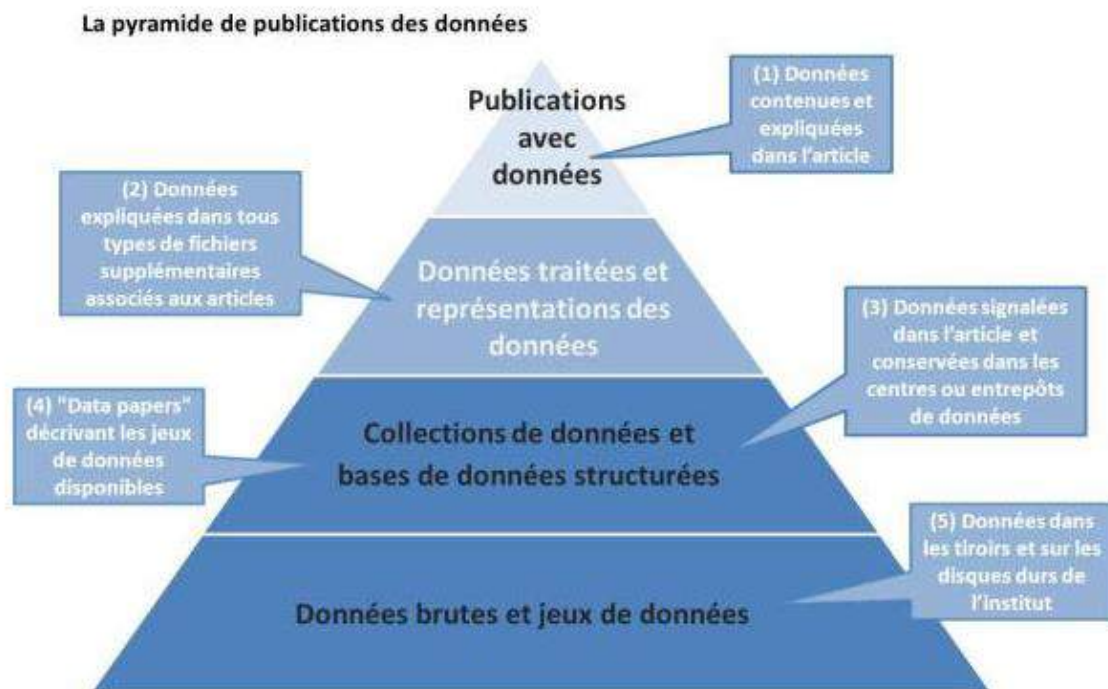 La pyramide de publications des données
Publications
avec
données
(1) Données
contenues et
expliquées
dans l'article
(2) Données
expliquées dans tous
types de fichiers
supplémentaires
associés aux articles
Données traitées et
représentations des
données
(3) Données signalées
dans l'article et
conservées dans les
centres ou entrepôts
de données
(4) "Data papers"
décrivant les jeux
de données
disponibles
Collections de données et
bases de données structurées
(5) Données dans
les tiroirs et sur les
disques durs de
l'institut
Données brutes et jeux de données